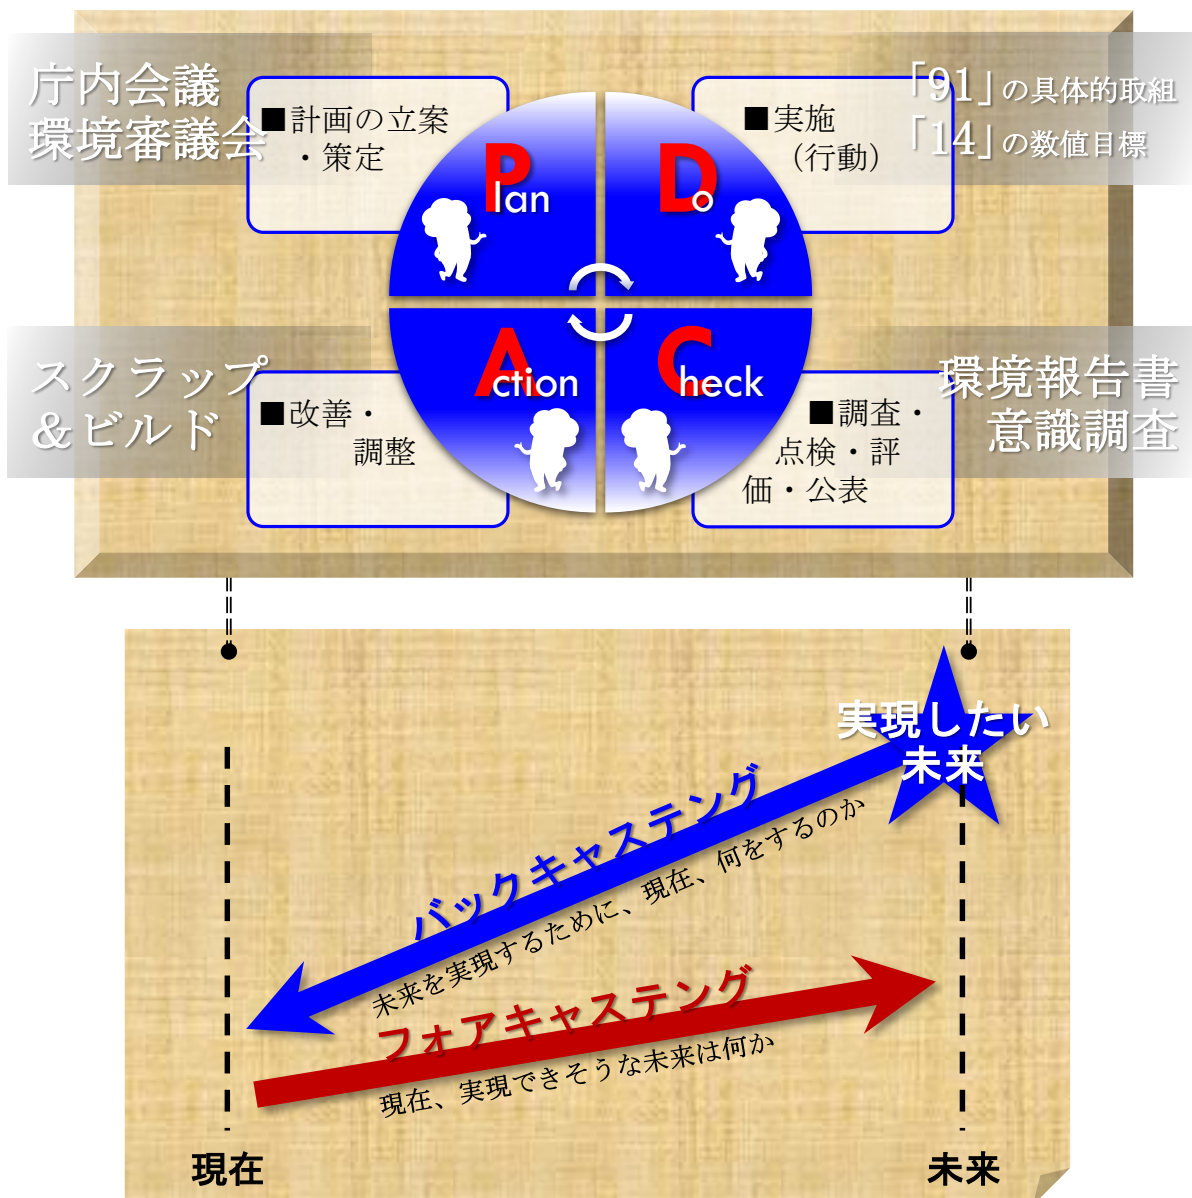 庁内会議
環境審議会
■計画の立案
・策定
Plan
Do
■実施
（行動）
「91」の具体的取組
「14」の数値目標
スクラップ
&ビルド
■改善・
調整
Action
Check
■調査・
点検・評
価・公表
環境報告書
意識調査
実現したい
未来
バックキャステング
未来を実現するために、現在、何をするのか
フォアキャステング
現在、実現できそうな未来は何か
現在
未来